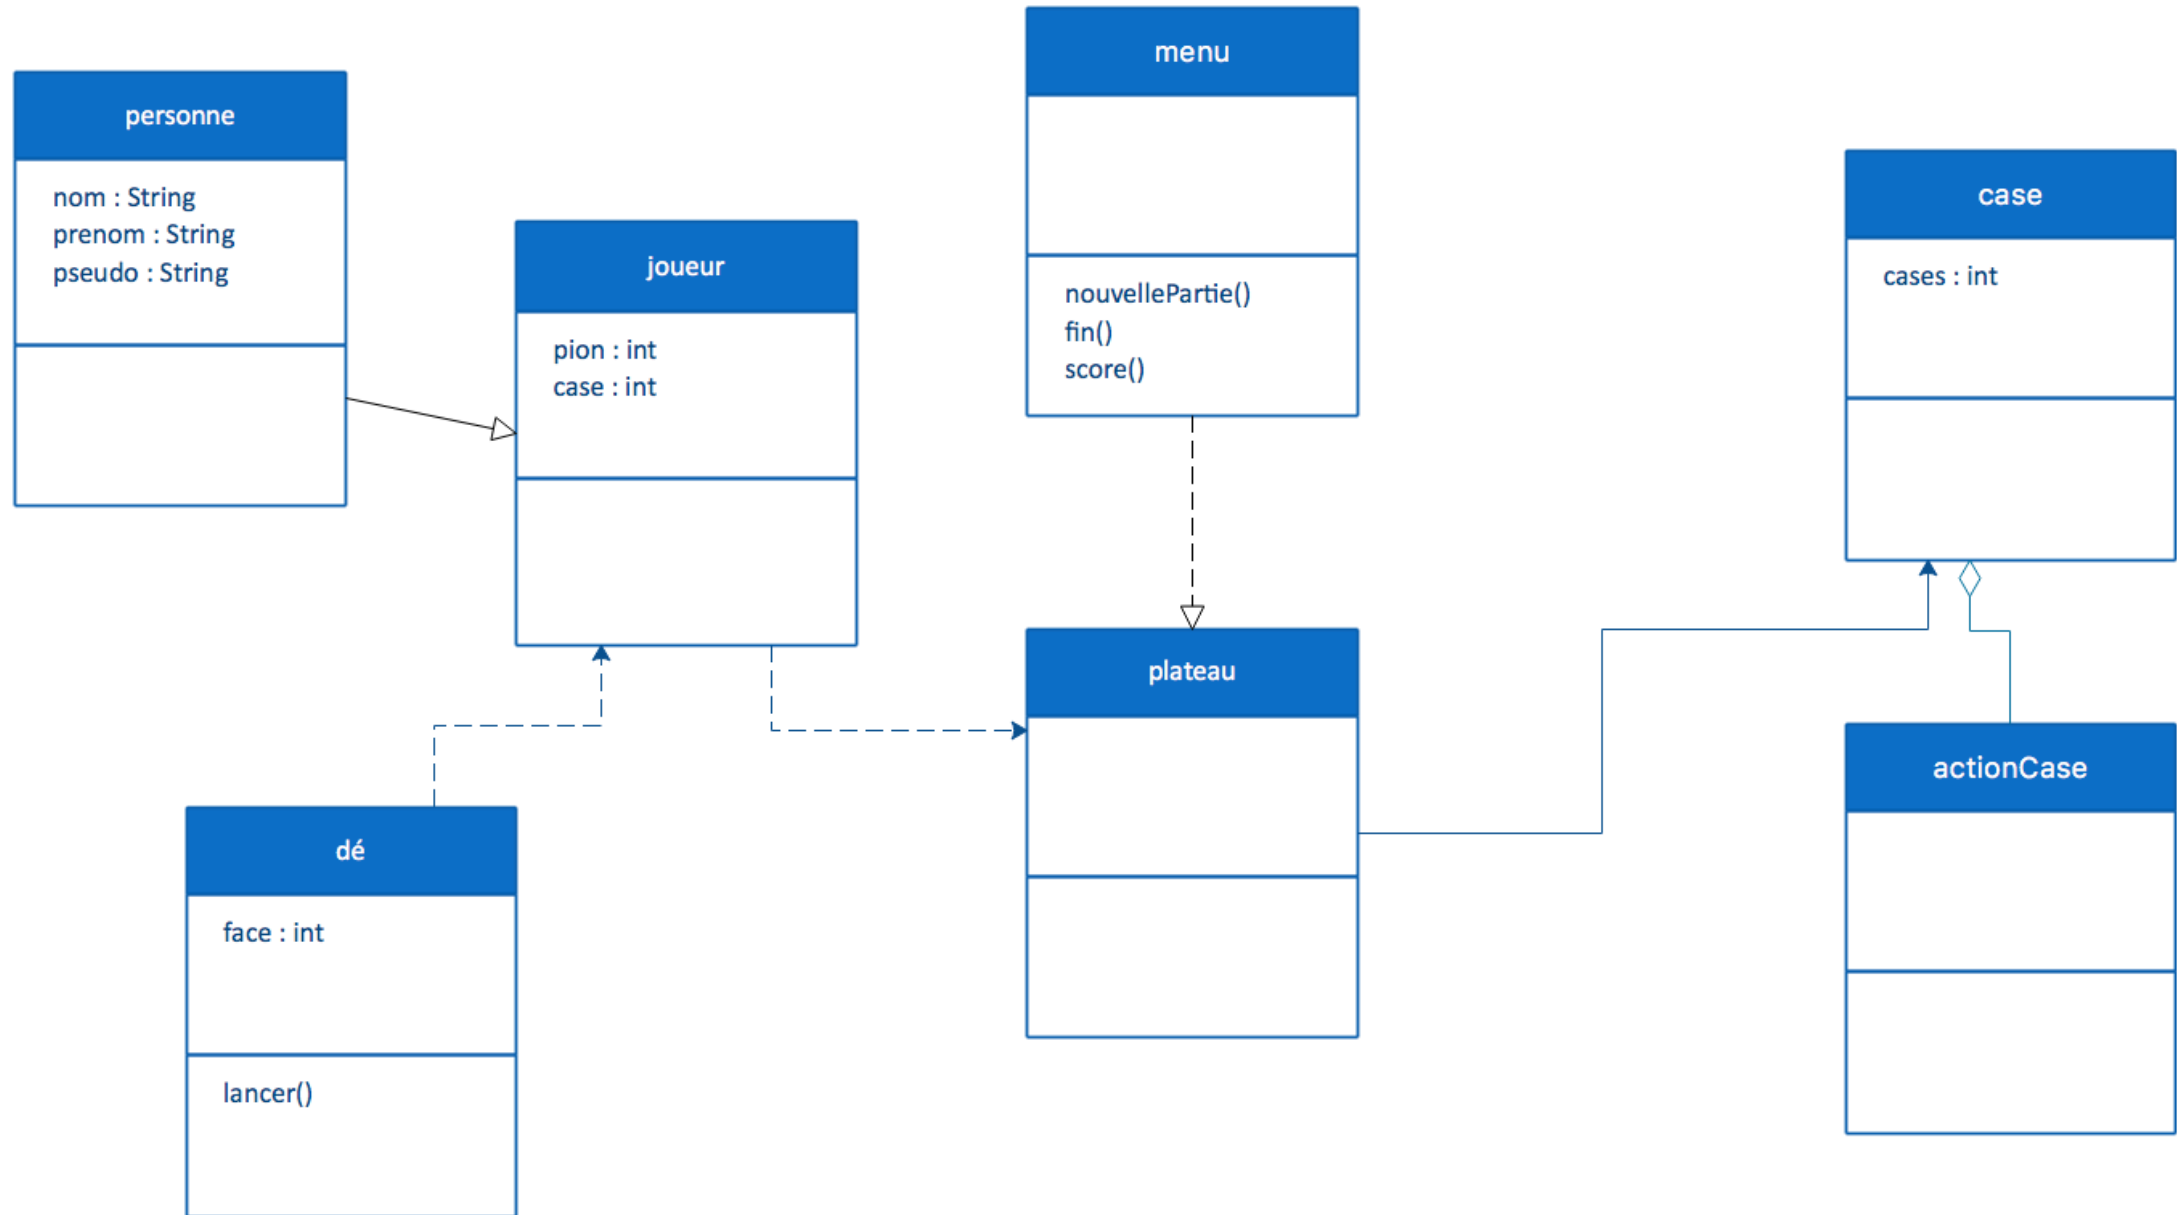 personne
nom : String
prenom : String
pseudo : String
joueur
pion : int
case : int
menu
nouvellePartie()
fin()
score()
case
cases : int
dé
face : int
lancer()
plateau
actionCase